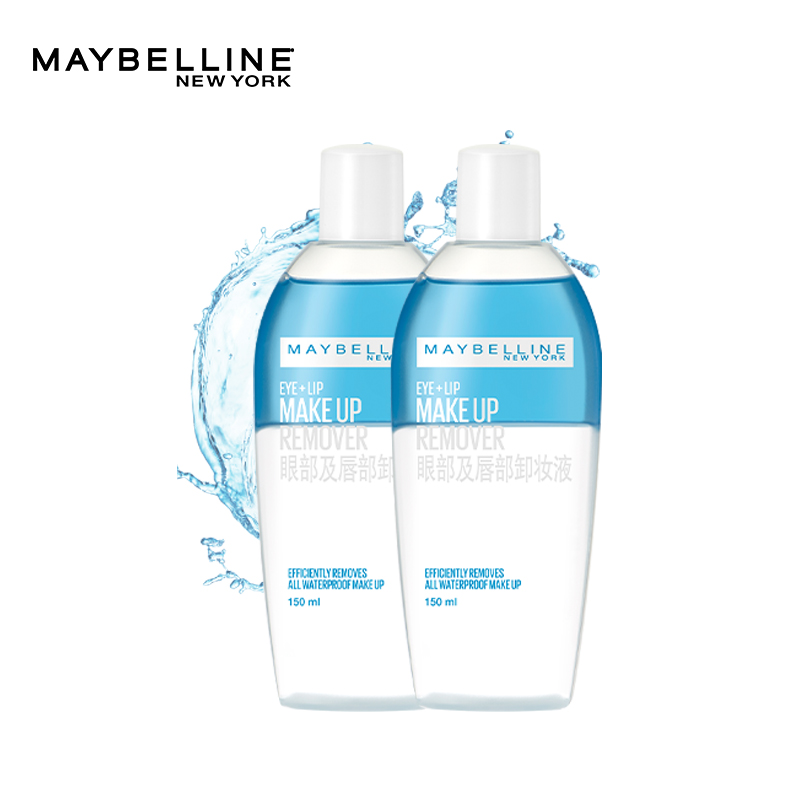 MAYBELLINE
NEW YORK
MAYBELLINE
NEW
EYE + LIP
MAKE UP
REMOVER
眼部及唇部卸
EFFICIENTLY REMOVES
ALL WATERPROOF MAKE UP
150 ml
MAYBELLINE
NEW YORK
EYE + LIP
MAKE UP
REMOVER
眼部及唇部卸妆液
EFFICIENTLY REMOVES
ALL WATERPROOF MAKE UP
150 ml